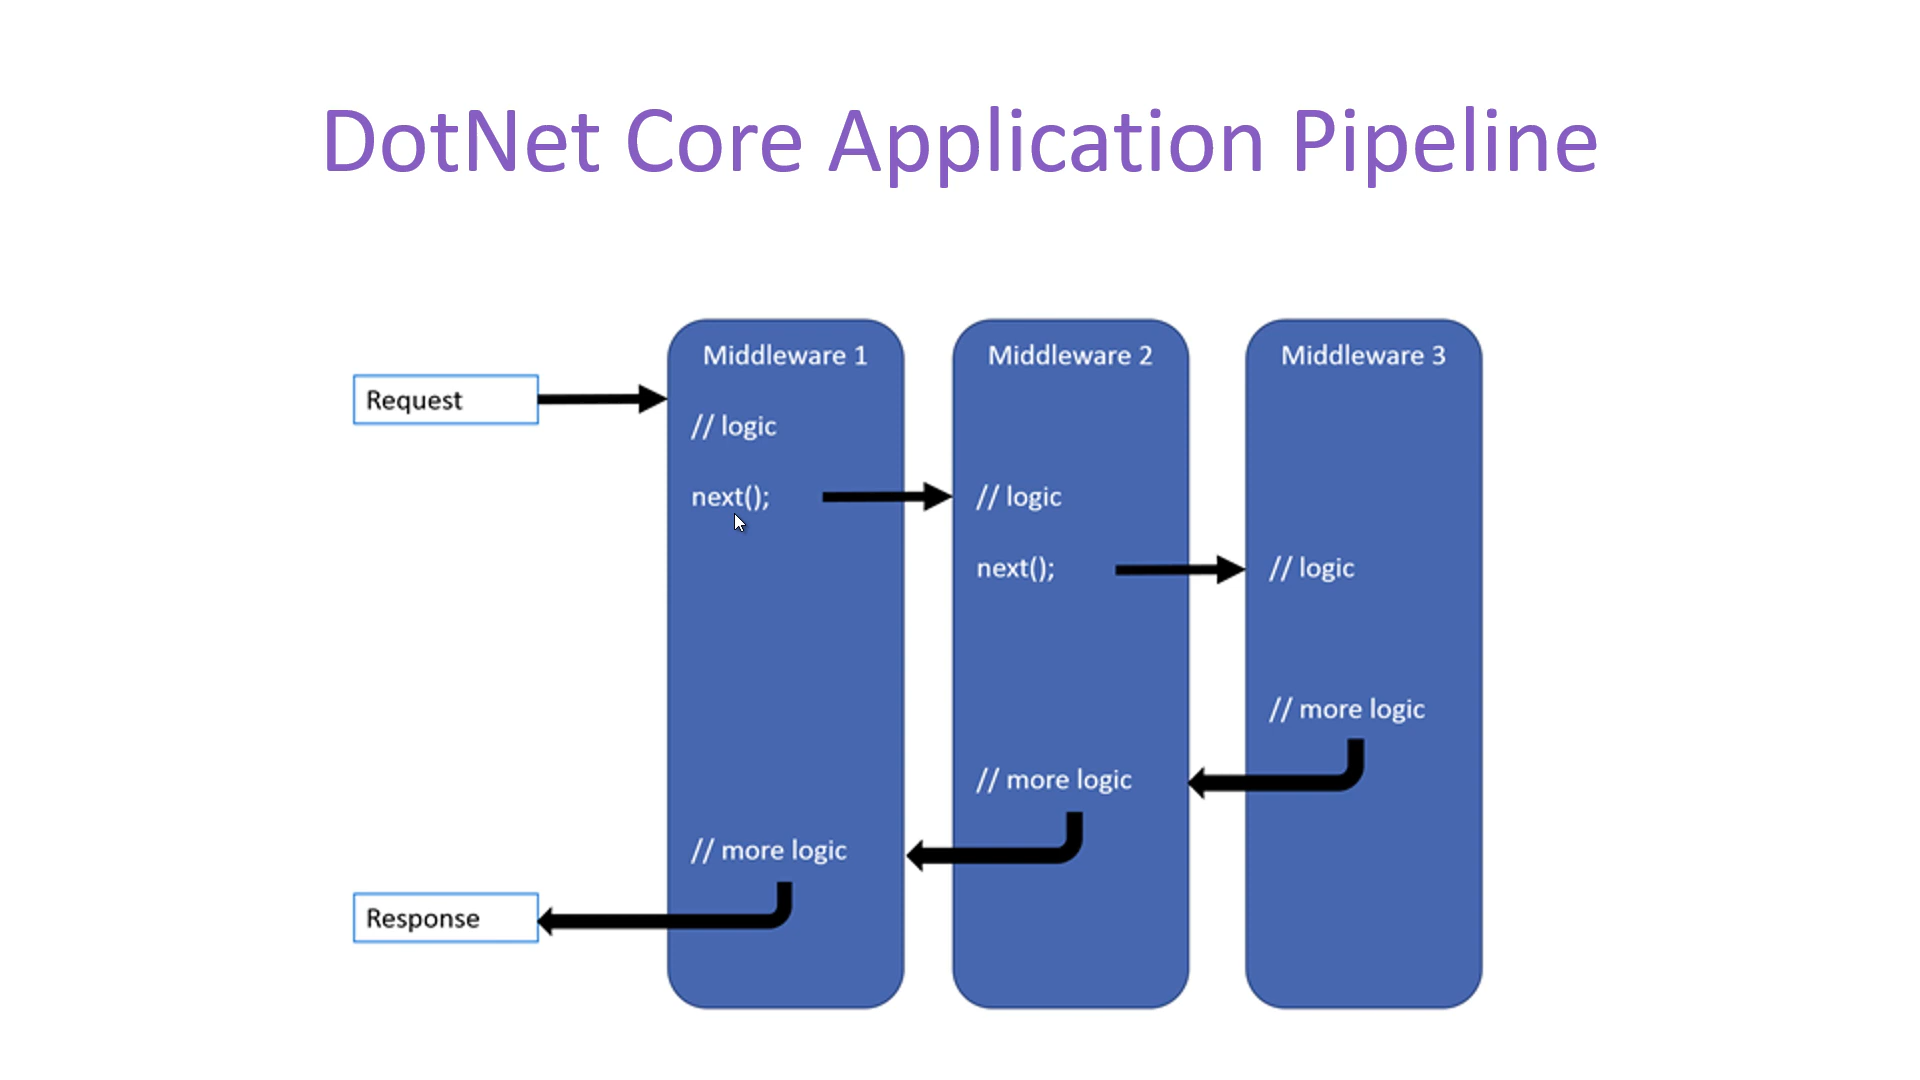 DotNet Core Application Pipeline
Middleware 1
Middleware 2
Middleware 3
Request
// logic
next();
// logic
next();
// logic
// more logic
// more logic
// more logic
Response